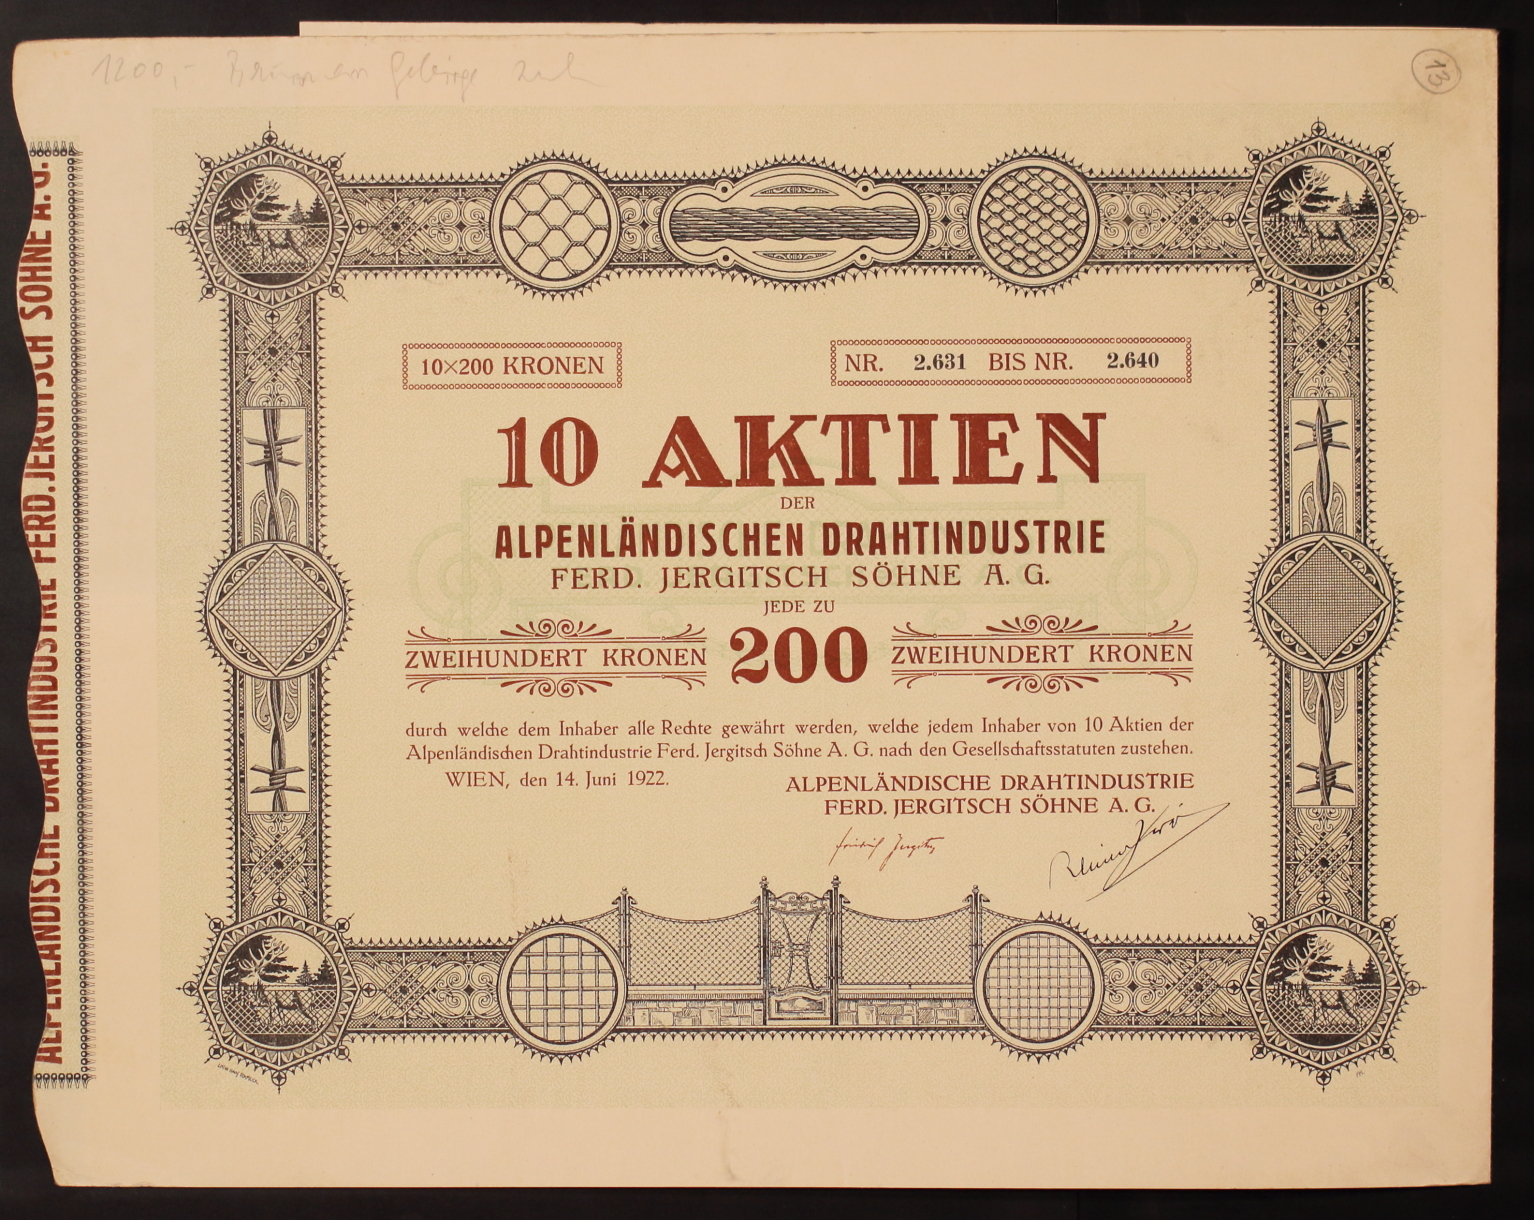 1200,-
13
ALPENLÄNDISCHE DRAHTINDUSTRIE FERD. JERGITSCH SÖHNE A. G.
10×200 KRONEN
NR. 2.631 BIS NR. 2.640
10 AKTIEN
DER
ALPENLÄNDISCHEN DRAHTINDUSTRIE
FERD. JERGITSCH SÖHNE A. G.
JEDE ZU
ZWEIHUNDERT KRONEN 200 ZWEIHUNDERT KRONEN
durch welche dem Inhaber alle Rechte gewährt werden, welche jedem Inhaber von 10 Aktien der
Alpenländischen Drahtindustrie Ferd. Jergitsch Söhne A. G. nach den Gesellschaftsstatuten zustehen.
WIEN, den 14. Juni 1922.
ALPENLÄNDISCHE DRAHTINDUSTRIE
FERD. JERGITSCH SÖHNE A. G.